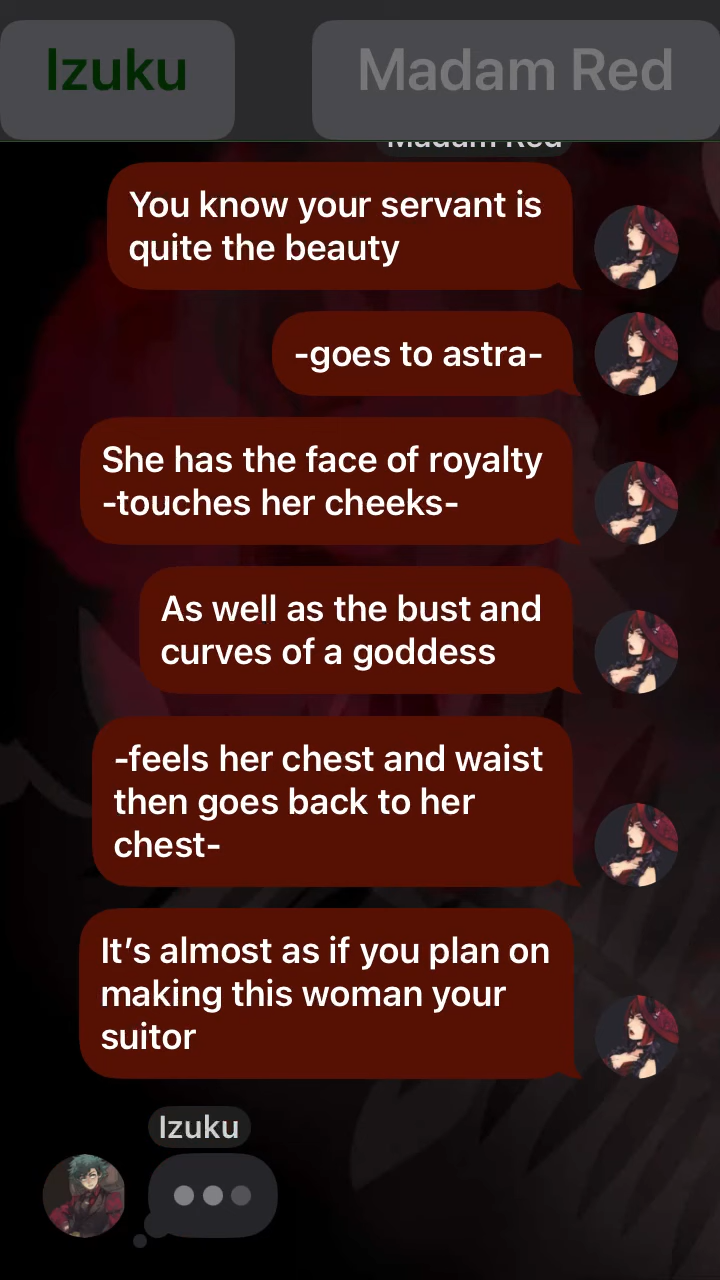 Izuku
Madam Red
Madam Red
You know your servant is
quite the beauty
-goes to astra-
She has the face of royalty
-touches her cheeks-
As well as the bust and
curves of a goddess
-feels her chest and waist
then goes back to her
chest-
It’s almost as if you plan on
making this woman your
suitor
Izuku